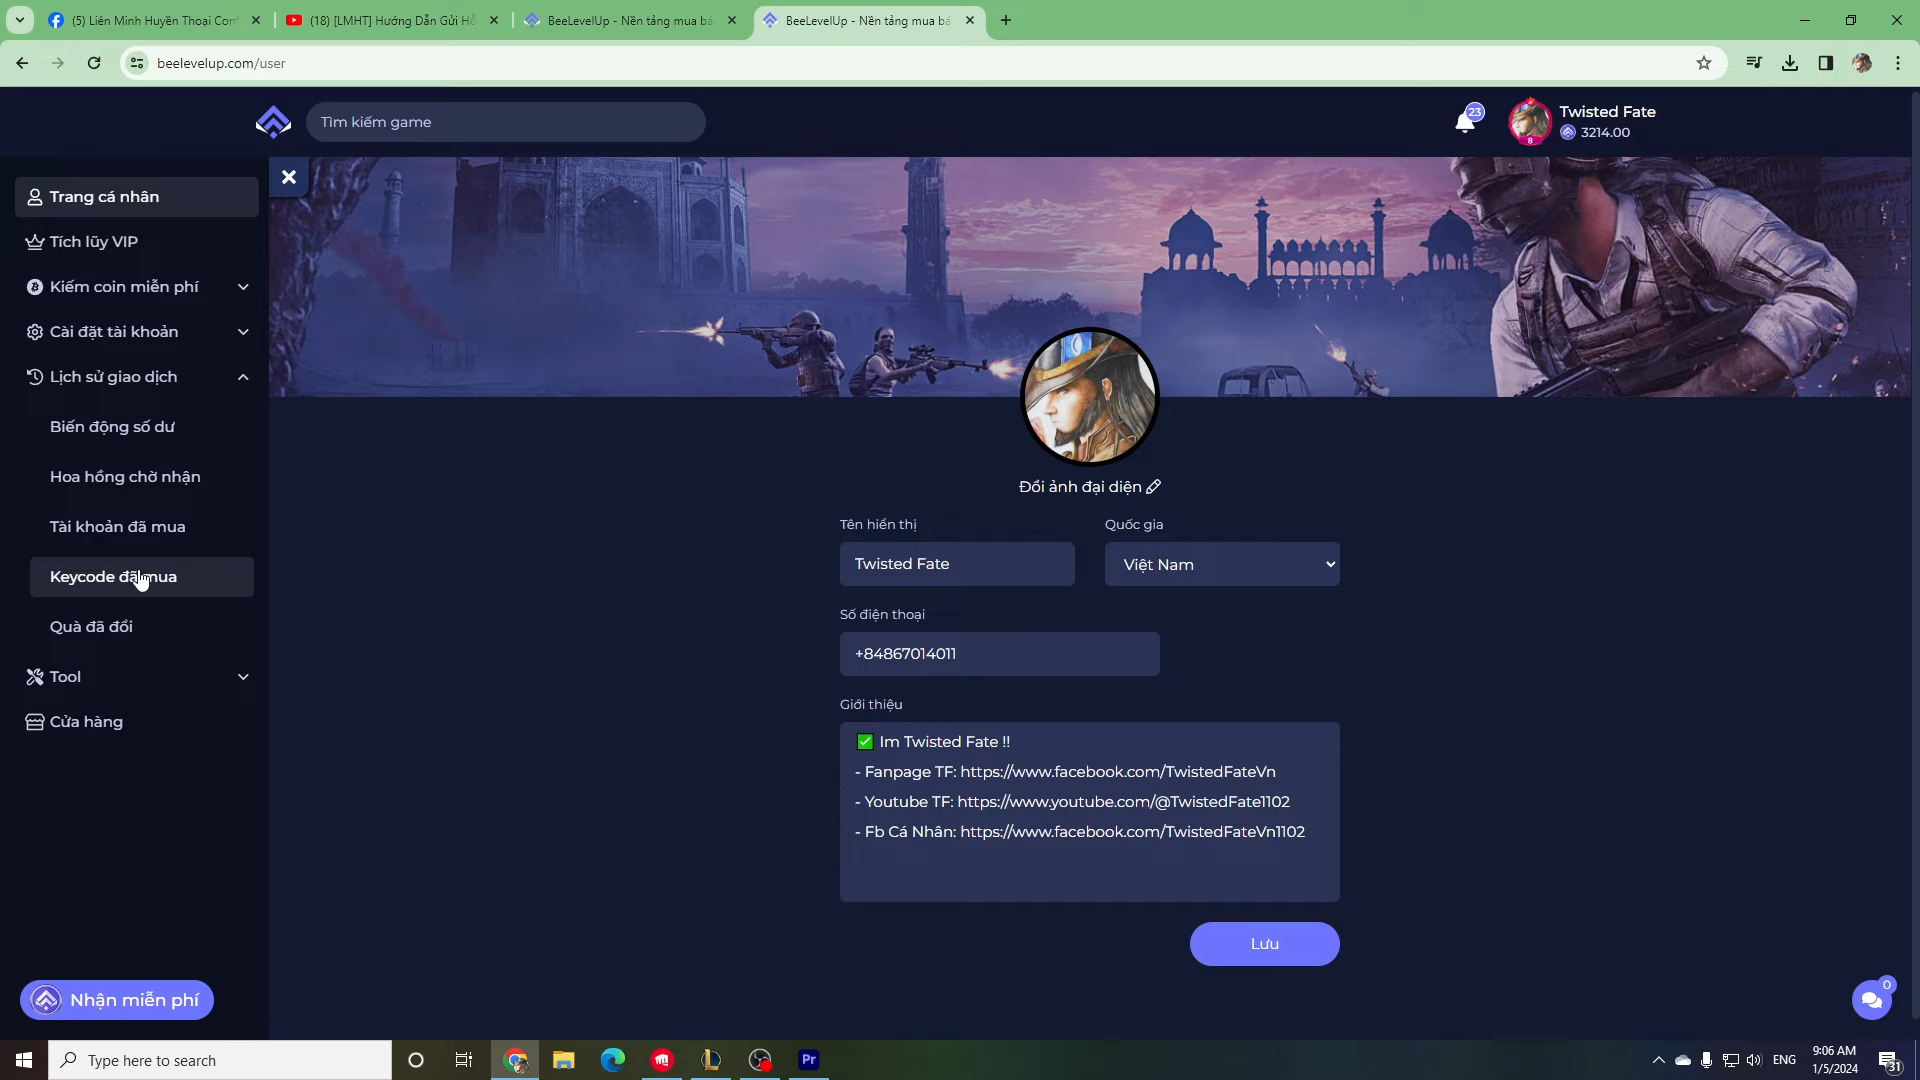 (5) Liên Minh Huyền Thoại Con
(18) [LMHT] Hướng Dẫn Gửi H
BeeLevelUp - Nền tảng mua b
BeeLevelUp - Nền tảng mua b
beelevelup.com/user
Tìm kiếm game
23
Twisted Fate
3214.00
8
Trang cá nhân
Tích lũy VIP
Kiếm coin miễn phí
Cài đặt tài khoản
Lịch sử giao dịch
Biến động số dư
Hoa hồng chờ nhận
Tài khoản đã mua
Keycode đã mua
Quà đã đổi
Tool
Cửa hàng
Nhận miễn phí
Đổi ảnh đại diện
Tên hiển thị
Quốc gia
Twisted Fate
Việt Nam
Số điện thoại
+84867014011
Giới thiệu
✅ Im Twisted Fate !!
- Fanpage TF: https://www.facebook.com/TwistedFateVn
- Youtube TF: https://www.youtube.com/@TwistedFate1102
- Fb Cá Nhân: https://www.facebook.com/TwistedFateVn1102
Lưu
0
Type here to search
Pr
ENG
9:06 AM
1/5/2024
31